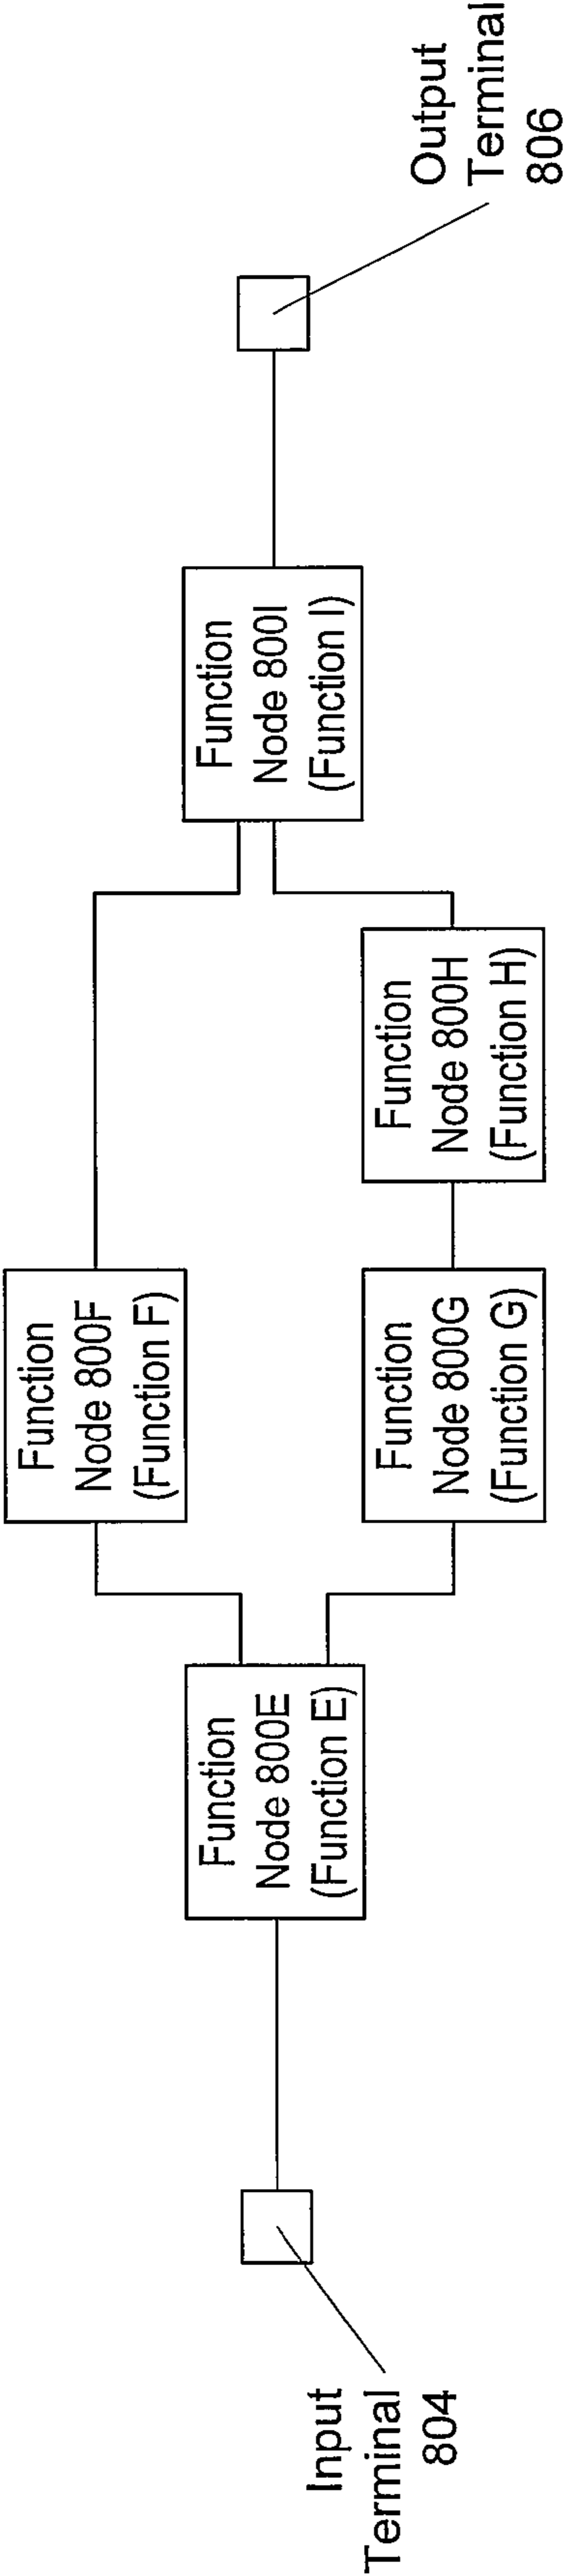 Input
Terminal
804
Function
Node 800E
(Function E)
Function
Node 800F
(Function F)
Function
Node 800G
(Function G)
Function
Node 800H
(Function H)
Function
Node 800I
(Function I)
Output
Terminal
806